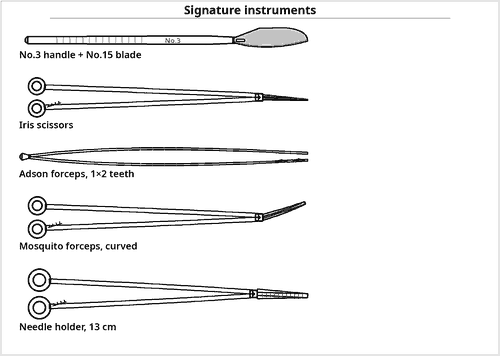 Signature instruments
No.3
No.3 handle + No.15 blade
Iris scissors
Adson forceps, 1×2 teeth
Mosquito forceps, curved
Needle holder, 13 cm